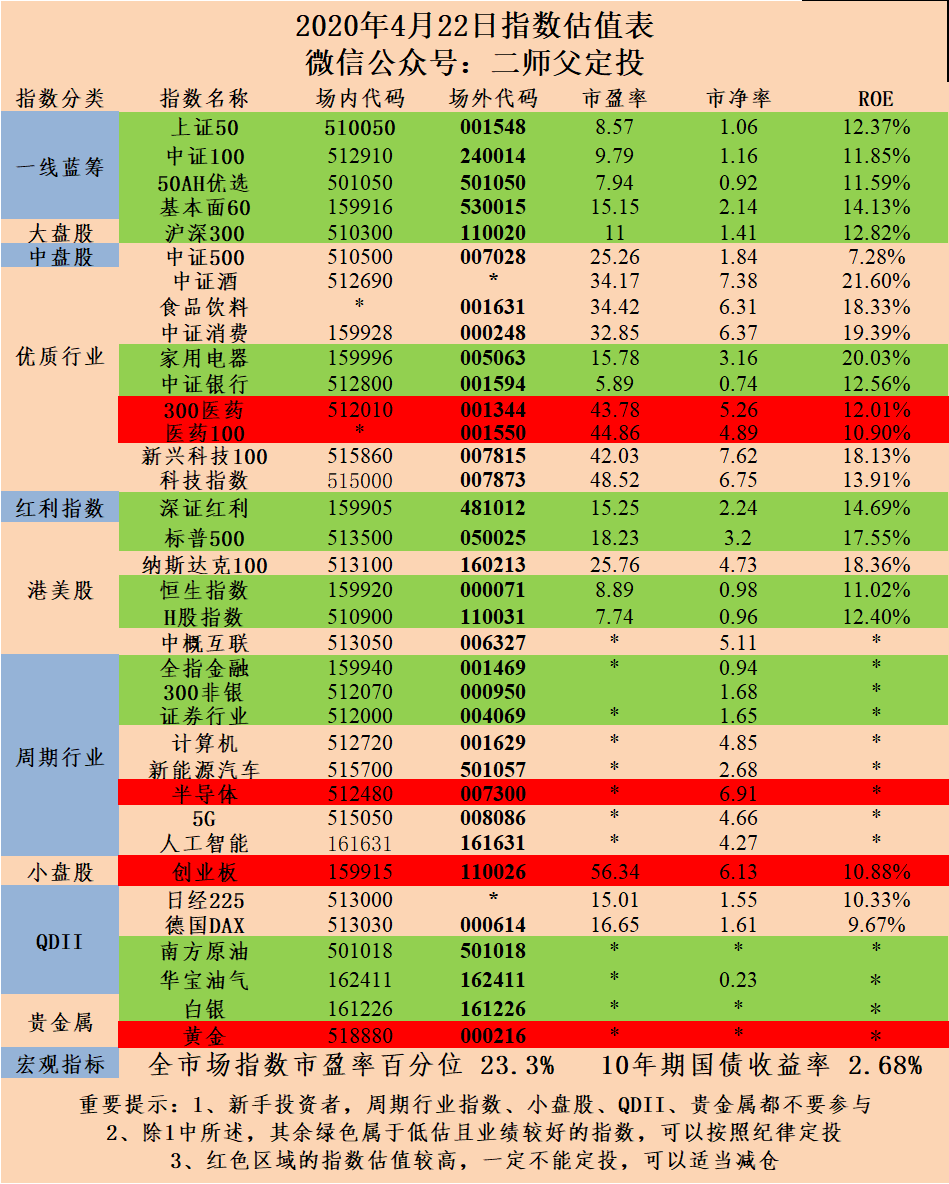 2020年4月22日指数估值表
微信公众号：二师父定投
指数分类 指数名称 场内代码 场外代码 市盈率 市净率 ROE
一线蓝筹
上证50 510050 001548 8.57 1.06 12.37%
中证100 512910 240014 9.79 1.16 11.85%
50AH优选 501050 501050 7.94 0.92 11.59%
基本面60 159916 530015 15.15 2.14 14.13%
大盘股 沪深300 510300 110020 11 1.41 12.82%
中盘股 中证500 510500 007028 25.26 1.84 7.28%
优质行业
中证酒 512690 * 34.17 7.38 21.60%
食品饮料 * 001631 34.42 6.31 18.33%
中证消费 159928 000248 32.85 6.37 19.39%
家用电器 159996 005063 15.78 3.16 20.03%
中证银行 512800 001594 5.89 0.74 12.56%
300医药 512010 001344 43.78 5.26 12.01%
医药100 * 001550 44.86 4.89 10.90%
新兴科技100 515860 007815 42.03 7.62 18.13%
科技指数 515000 007873 48.52 6.75 13.91%
红利指数 深证红利 159905 481012 15.25 2.24 14.69%
港美股
标普500 513500 050025 18.23 3.2 17.55%
纳斯达克100 513100 160213 25.76 4.73 18.36%
恒生指数 159920 000071 8.89 0.98 11.02%
H股指数 510900 110031 7.74 0.96 12.40%
中概互联 513050 006327 * 5.11 *
周期行业
全指金融 159940 001469 * 0.94 *
300非银 512070 000950 1.68 *
证券行业 512000 004069 * 1.65 *
计算机 512720 001629 * 4.85 *
新能源汽车 515700 501057 * 2.68 *
半导体 512480 007300 * 6.91 *
5G 515050 008086 * 4.66 *
人工智能 161631 161631 * 4.27 *
小盘股 创业板 159915 110026 56.34 6.13 10.88%
QDII
日经225 513000 * 15.01 1.55 10.33%
德国DAX 513030 000614 16.65 1.61 9.67%
南方原油 501018 501018 * * *
华宝油气 162411 162411 * 0.23 *
贵金属
白银 161226 161226 * * *
黄金 518880 000216 * * *
宏观指标 全市场指数市盈率百分位 23.3% 10年期国债收益率 2.68%
重要提示：1、新手投资者，周期行业指数、小盘股、QDII、贵金属都不要参与
2、除1中所述，其余绿色属于低估且业绩较好的指数，可以按照纪律定投
3、红色区域的指数估值较高，一定不能定投，可以适当减仓